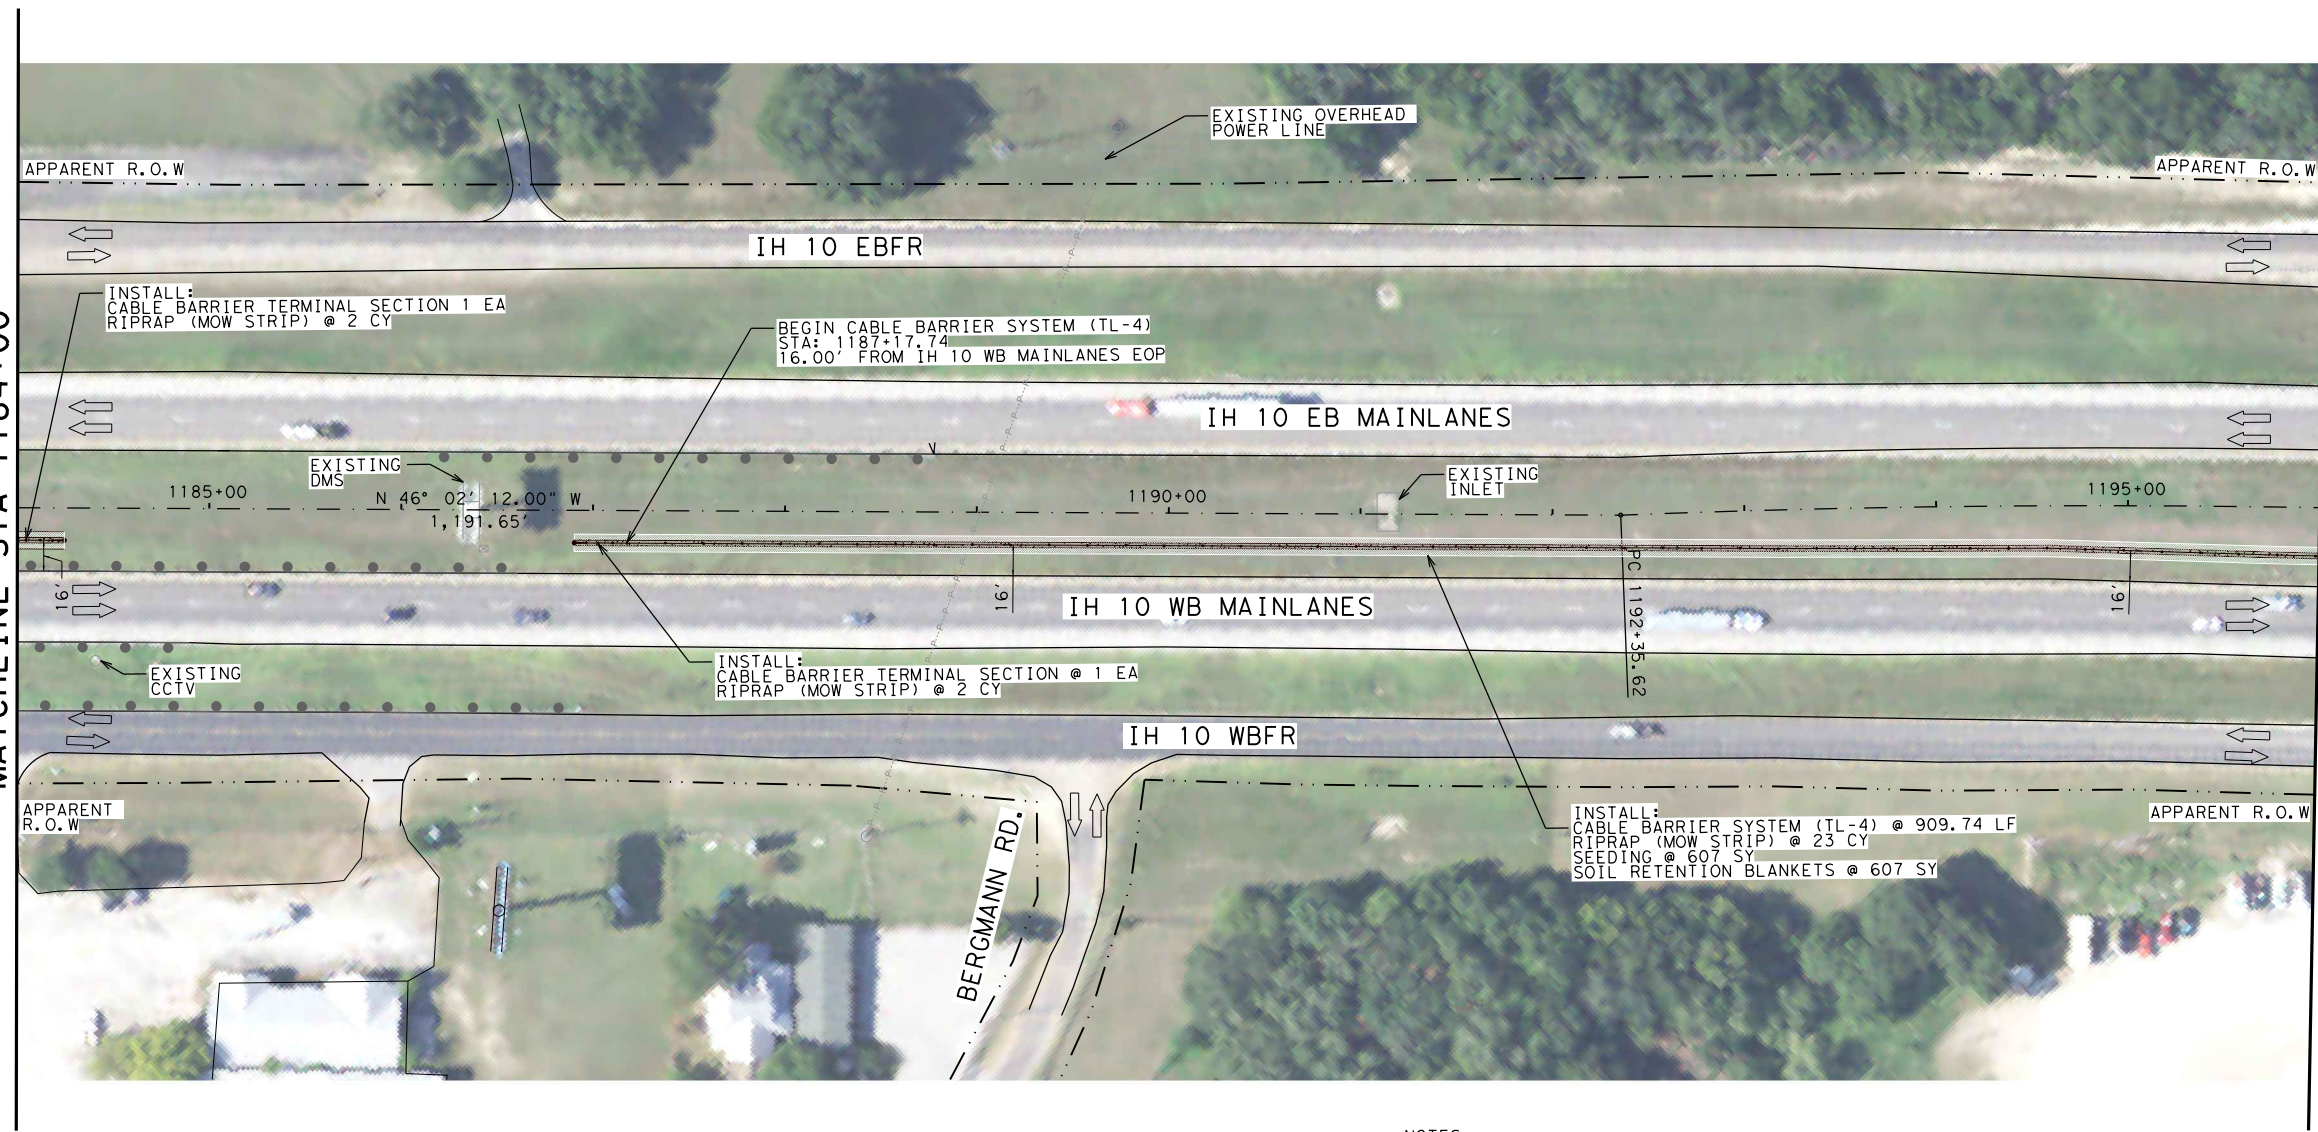 EXISTING OVERHEAD
POWER LINE
APPARENT R.O.W
APPARENT R.O.W
IH 10 EBFR
INSTALL:
CABLE BARRIER TERMINAL SECTION 1 EA
RIPRAP (MOW STRIP) @ 2 CY
BEGIN CABLE BARRIER SYSTEM (TL-4)
STA: 1187+17.74
16.00' FROM IH 10 WB MAINLANES EOP
IH 10 EB MAINLANES
EXISTING
DMS
EXISTING
INLET
1185+00
N 46° 02' 12.00" W
1,191.65'
1190+00
1195+00
16'
16'
16'
PC 1192+35.62
IH 10 WB MAINLANES
EXISTING
CCTV
INSTALL:
CABLE BARRIER TERMINAL SECTION @ 1 EA
RIPRAP (MOW STRIP) @ 2 CY
IH 10 WBFR
APPARENT
R.O.W
BERGMANN RD.
INSTALL:
CABLE BARRIER SYSTEM (TL-4) @ 909.74 LF
RIPRAP (MOW STRIP) @ 23 CY
SEEDING @ 607 SY
SOIL RETENTION BLANKETS @ 607 SY
APPARENT R.O.W